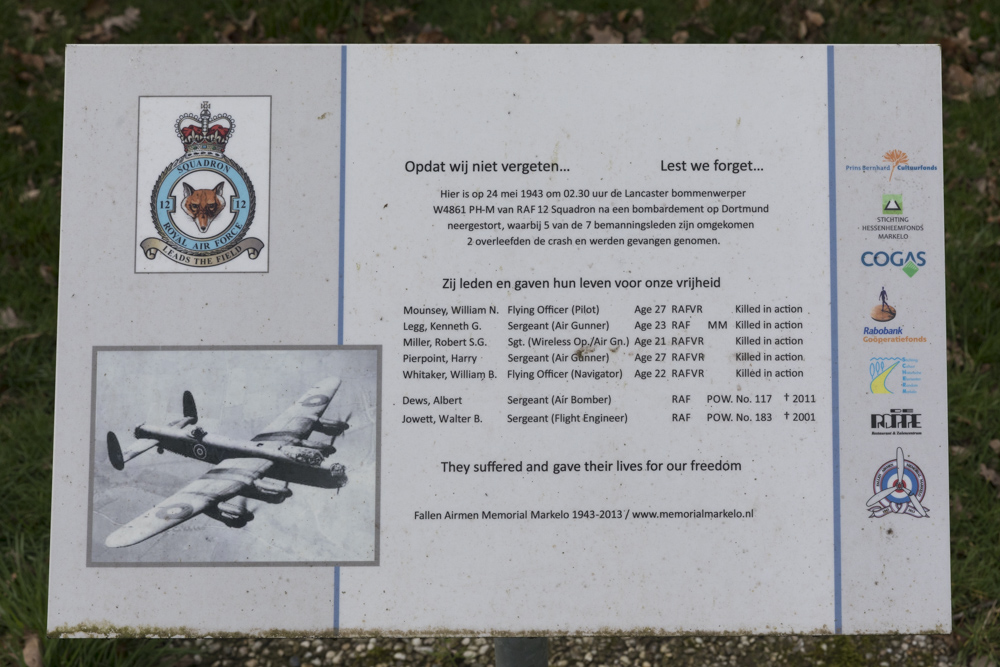 SQUADRON
12 12
ROYAL AIR FORCE
LEADS THE FIELD
Opdat wij niet vergeten... Lest we forget...
Hier is op 24 mei 1943 om 02.30 uur de Lancaster bommenwerper
W4861 PH-M van RAF 12 Squadron na een bombardement op Dortmund
neergestort, waarbij 5 van de 7 bemanningsleden zijn omgekomen
2 overleefden de crash en werden gevangen genomen.
Zij leden en gaven hun leven voor onze vrijheid
Mounsey, William N. Flying Officer (Pilot) Age 27 RAFVR Killed in action
Legg, Kenneth G. Sergeant (Air Gunner) Age 23 RAF MM Killed in action
Miller, Robert S.G. Sgt. (Wireless Op./Air Gn.) Age 21 RAFVR Killed in action
Pierpoint, Harry Sergeant (Air Gunner) Age 27 RAFVR Killed in action
Whitaker, William B. Flying Officer (Navigator) Age 22 RAFVR Killed in action
Dews, Albert Sergeant (Air Bomber) RAF POW. No. 117 † 2011
Jowett, Walter B. Sergeant (Flight Engineer) RAF POW. No. 183 † 2001
They suffered and gave their lives for our freedom
Fallen Airmen Memorial Markelo 1943-2013 / www.memorialmarkelo.nl
Prins Bernhard Cultuurfonds
STICHTING
HESSENHEEMFONDS
MARKELO
COGAS
Rabobank
Coöperatiefonds